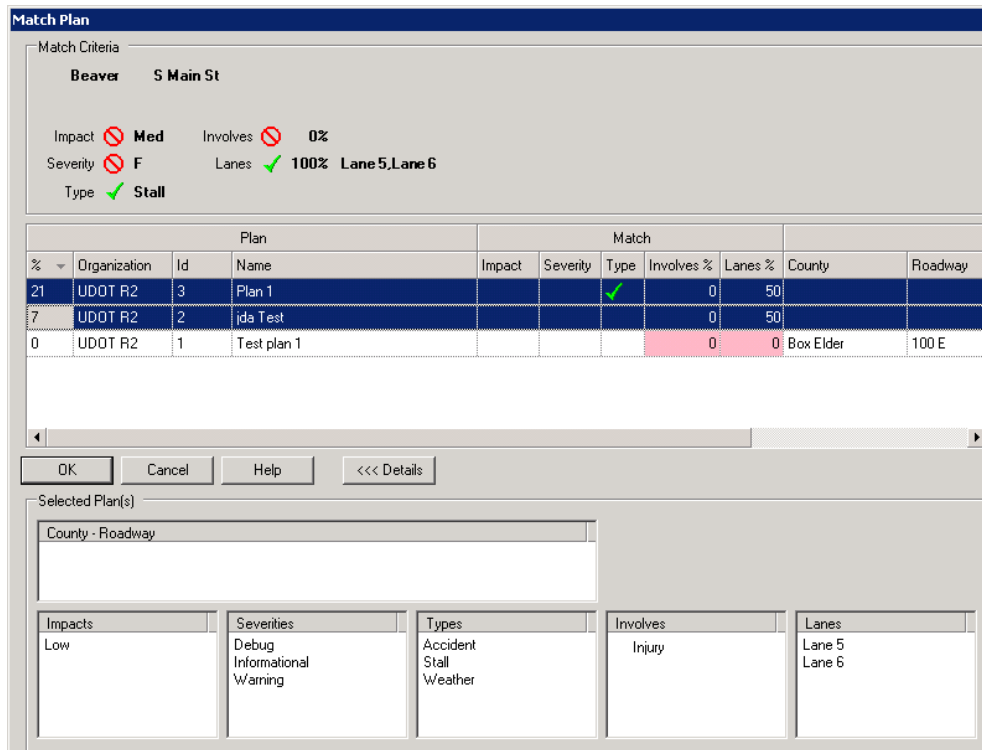 Match Plan
Match Criteria
Beaver S Main St
Impact Med Involves 0%
Severity F Lanes 100% Lane 5,Lane 6
Type Stall
Plan Match
% Organization Id Name Impact Severity Type Involves % Lanes % County Roadway
21 UDOT R2 3 Plan 1 0 50
7 UDOT R2 2 jda Test 0 50
0 UDOT R2 1 Test plan 1 0 0 Box Elder 100 E
OK Cancel Help <<< Details
Selected Plan(s)
County - Roadway
Impacts Severities Types Involves Lanes
Low Debug Accident Injury Lane 5
Informational Stall Lane 6
Warning Weather